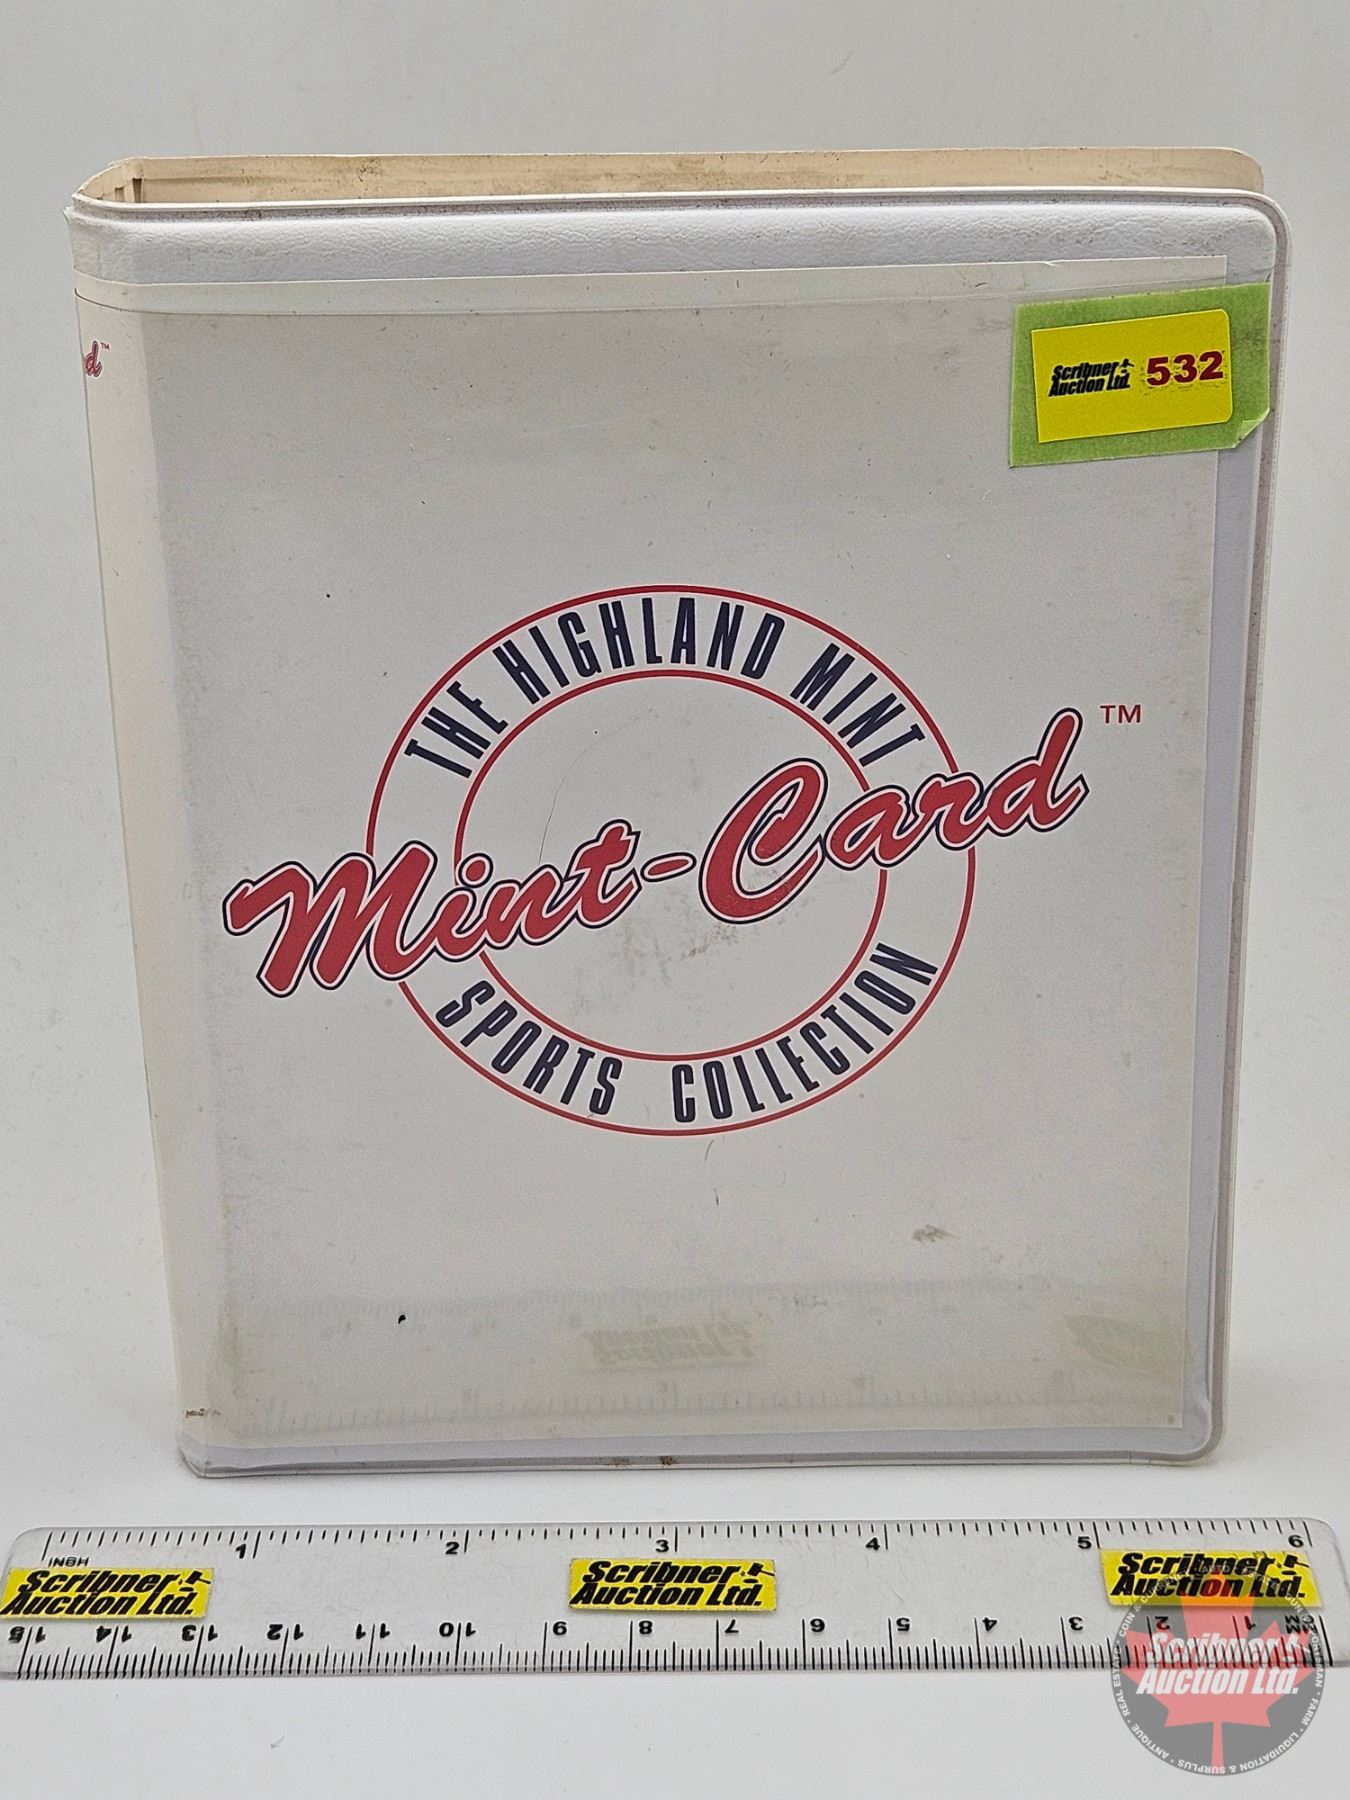 d™
Scribner
Auction Ltd. 532
THE HIGHLAND MINT
Mint-Card™
SPORTS COLLECTION
1 2 3 4 5 6
INCH
Scribner
Auction Ltd.
Scribner
Auction Ltd.
Scribner
Auction Ltd.
15 14 13 12 11 10 9 8 7 6 5 4 3 2 1
MM
Scribner
Auction Ltd.